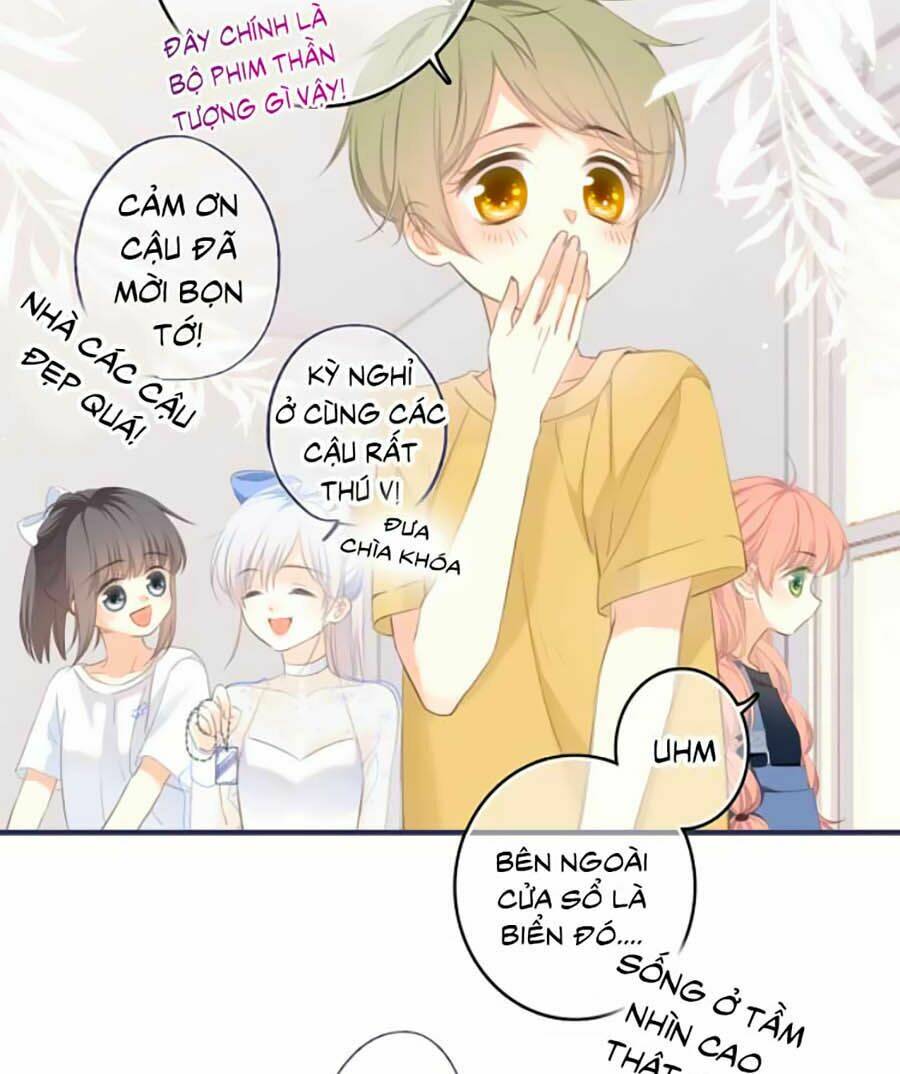 ĐÂY CHÍNH LÀ
BỘ PHIM THẦN
TƯỢNG GÌ VẬY!
CẢM ƠN
CẬU ĐÃ
MỜI BỌN
TỚ!
NHÀ CÁC CẬU
ĐẸP QUÁ!
KỲ NGHỈ
Ở CÙNG CÁC
CẬU RẤT
THÚ VỊ
ĐƯA
CHÌA KHÓA
UHM
BÊN NGOÀI
CỬA SỔ LÀ
BIỂN ĐÓ....
SỐNG Ở TẦM
NHÌN CAO
THẬT